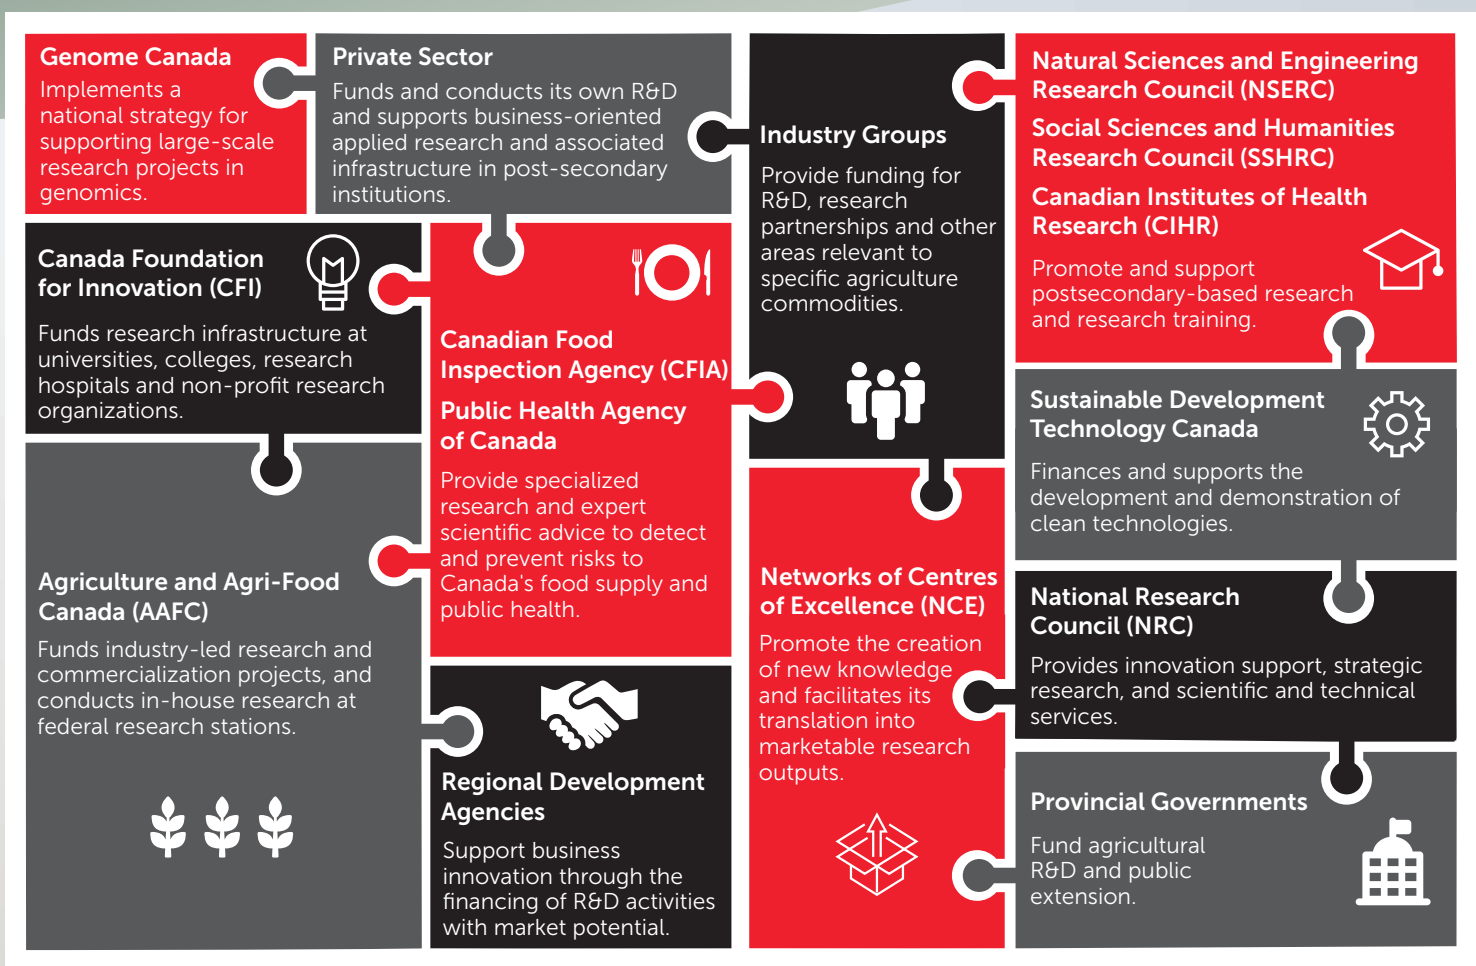 Genome Canada
Implements a
national strategy for
supporting large-scale
research projects in
genomics.
Private Sector
Funds and conducts its own R&D
and supports business-oriented
applied research and associated
infrastructure in post-secondary
institutions.
Industry Groups
Provide funding for
R&D, research
partnerships and other
areas relevant to
specific agriculture
commodities.
Natural Sciences and Engineering
Research Council (NSERC)
Social Sciences and Humanities
Research Council (SSHRC)
Canadian Institutes of Health
Research (CIHR)
Promote and support
postsecondary-based research
and research training.
Canada Foundation
for Innovation (CFI)
Funds research infrastructure at
universities, colleges, research
hospitals and non-profit research
organizations.
Canadian Food
Inspection Agency (CFIA)
Public Health Agency
of Canada
Provide specialized
research and expert
scientific advice to detect
and prevent risks to
Canada's food supply and
public health.
Sustainable Development
Technology Canada
Finances and supports the
development and demonstration of
clean technologies.
Agriculture and Agri-Food
Canada (AAFC)
Funds industry-led research and
commercialization projects, and
conducts in-house research at
federal research stations.
Networks of Centres
of Excellence (NCE)
Promote the creation
of new knowledge
and facilitates its
translation into
marketable research
outputs.
National Research
Council (NRC)
Provides innovation support, strategic
research, and scientific and technical
services.
Regional Development
Agencies
Support business
innovation through the
financing of R&D activities
with market potential.
Provincial Governments
Fund agricultural
R&D and public
extension.